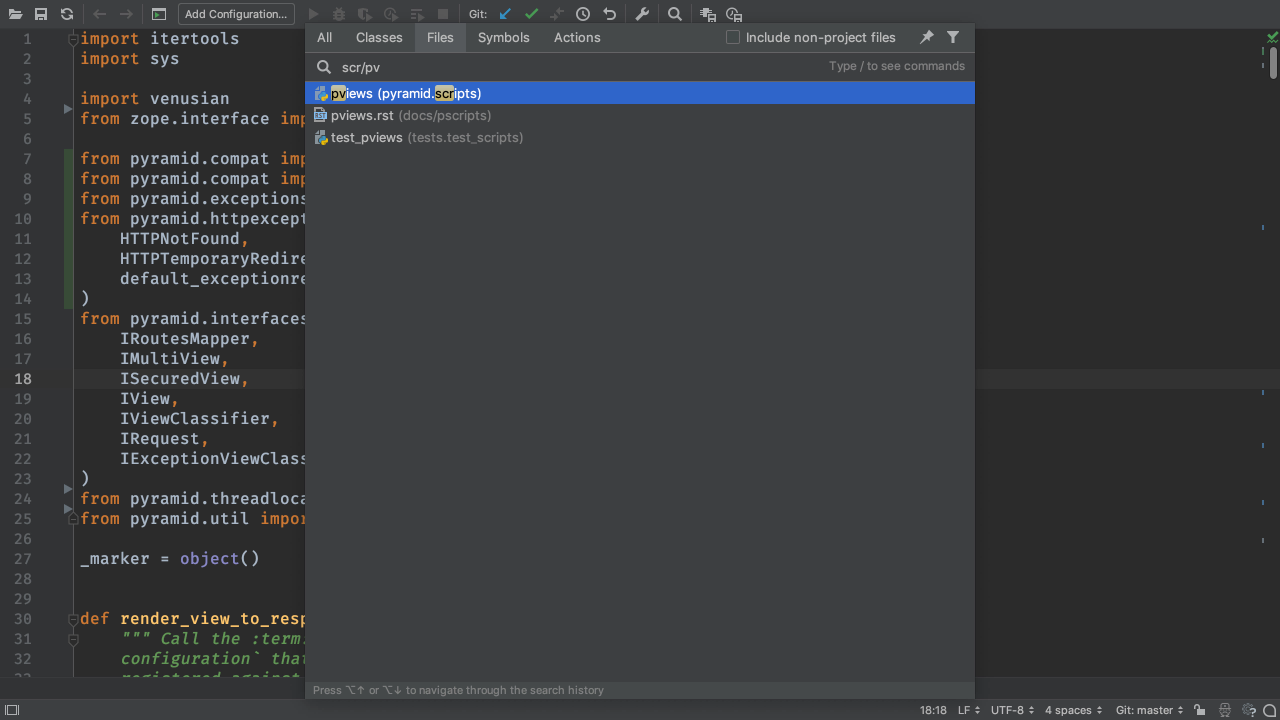 Add Configuration...
Git:
All Classes Files Symbols Actions
Include non-project files
scr/pv
Type / to see commands
pviews (pyramid.scripts)
pviews.rst (docs/pscripts)
test_pviews (tests.test_scripts)
Press ⌥↑ or ⌥↓ to navigate through the search history
1 import itertools
2 import sys
3
4 import venusian
5 from zope.interface imp
6
7 from pyramid.compat imp
8 from pyramid.compat imp
9 from pyramid.exceptions
10 from pyramid.httpexcept
11 HTTPNotFound,
12 HTTPTemporaryRedire
13 default_exceptionre
14 )
15 from pyramid.interfaces
16 IRoutesMapper,
17 IMultiView,
18 ISecuredView,
19 IView,
20 IViewClassifier,
21 IRequest,
22 IExceptionViewClass
23 )
24 from pyramid.threadloca
25 from pyramid.util impor
26
27 _marker = object()
28
29
30 def render_view_to_resp
31 """ Call the :term:
32 configuration` that
33 registered against
18:18 LF UTF-8 4 spaces Git: master